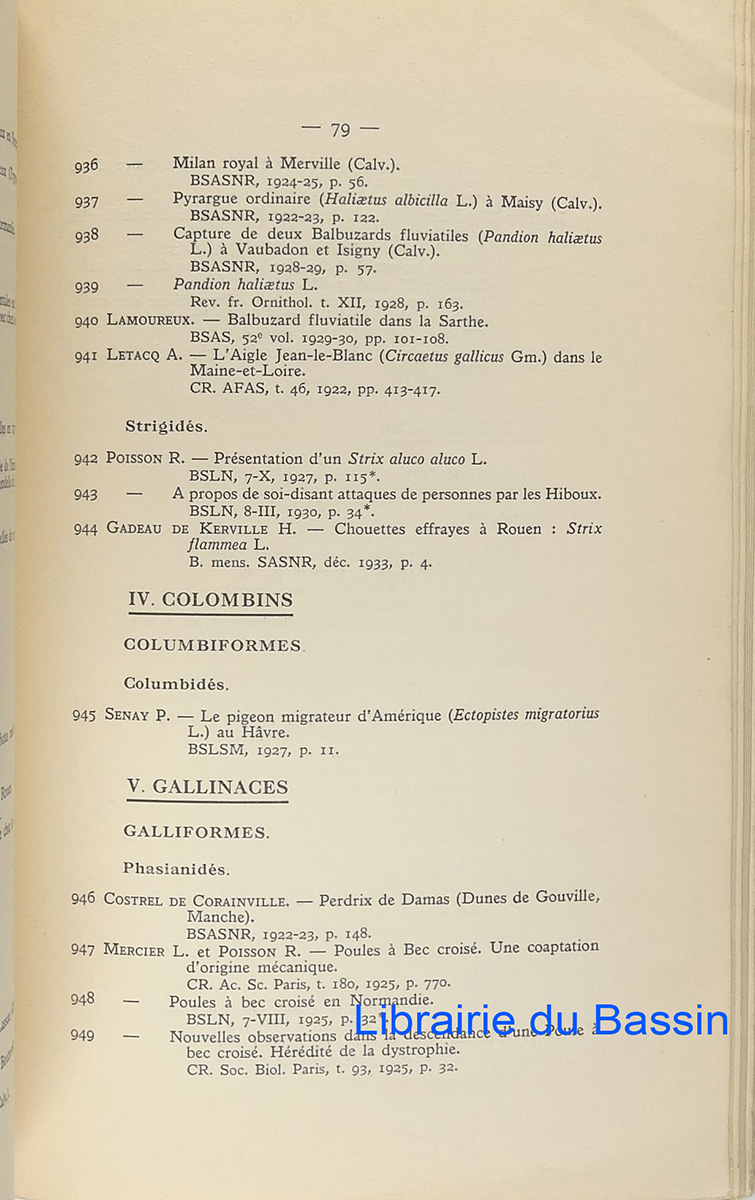 — 79 —
936 — Milan royal à Merville (Calv.).
BSASNR, 1924-25, p. 56.
937 — Pyrargue ordinaire (Haliætus albicilla L.) à Maisy (Calv.).
BSASNR, 1922-23, p. 122.
938 — Capture de deux Balbuzards fluviatiles (Pandion haliætus
L.) à Vaubadon et Isigny (Calv.).
BSASNR, 1928-29, p. 57.
939 — Pandion haliætus L.
Rev. fr. Ornithol. t. XII, 1928, p. 163.
940 LAMOUREUX. — Balbuzard fluviatile dans la Sarthe.
BSAS, 52e vol. 1929-30, pp. 101-108.
941 LETACQ A. — L'Aigle Jean-le-Blanc (Circaetus gallicus Gm.) dans le
Maine-et-Loire.
CR. AFAS, t. 46, 1922, pp. 413-417.
Strigidés.
942 POISSON R. — Présentation d'un Strix aluco aluco L.
BSLN, 7-X, 1927, p. 115*.
943 — A propos de soi-disant attaques de personnes par les Hiboux.
BSLN, 8-III, 1930, p. 34*.
944 GADEAU DE KERVILLE H. — Chouettes effrayes à Rouen : Strix
flammea L.
B. mens. SASNR, déc. 1933, p. 4.
IV. COLOMBINS
COLUMBIFORMES.
Columbidés.
945 SENAY P. — Le pigeon migrateur d'Amérique (Ectopistes migratorius
L.) au Hâvre.
BSLSM, 1927, p. 11.
V. GALLINACES
GALLIFORMES.
Phasianidés.
946 COSTREL DE CORAINVILLE. — Perdrix de Damas (Dunes de Gouville,
Manche).
BSASNR, 1922-23, p. 148.
947 MERCIER L. et POISSON R. — Poules à Bec croisé. Une coaptation
d'origine mécanique.
CR. Ac. Sc. Paris, t. 180, 1925, p. 770.
948 — Poules à bec croisé en Normandie.
BSLN, 7-VIII, 1925, p. 32*.
Librairie du Bassin
949 — Nouvelles observations dans la descendance d'une Poule à
bec croisé. Hérédité de la dystrophie.
CR. Soc. Biol. Paris, t. 93, 1925, p. 32.